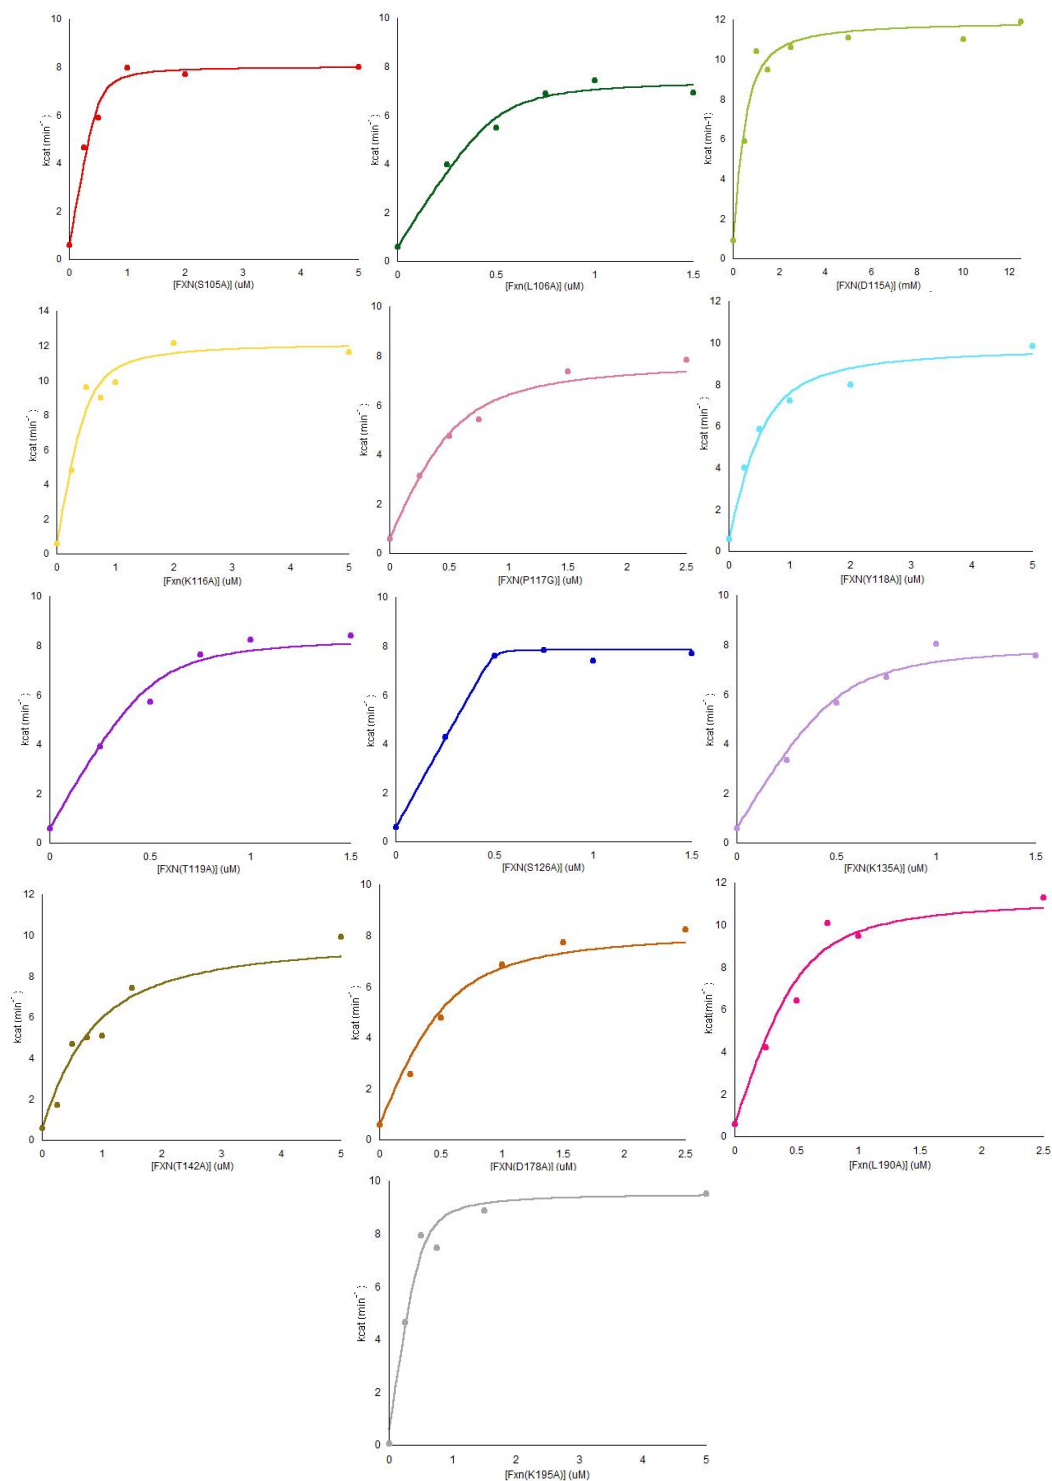 10
8
6
4
2
0
kcat (min⁻¹)
0 1 2 3 4 5
[FXN(S105A)] (uM)
10
8
6
4
2
0
kcat (min⁻¹)
0 0.5 1 1.5
[Fxn(L106A)] (uM)
12
10
8
6
4
2
0
kcat (min-1)
0 2 4 6 8 10 12
[FXN(D115A)] (mM)
14
12
10
8
6
4
2
0
kcat (min⁻¹)
0 1 2 3 4 5
[Fxn(K116A)] (uM)
10
8
6
4
2
0
kcat (min⁻¹)
0 0.5 1 1.5 2 2.5
[FXN(P117G)] (uM)
12
10
8
6
4
2
0
kcat (min⁻¹)
0 1 2 3 4 5
[FXN(Y118A)] (uM)
10
8
6
4
2
0
kcat (min⁻¹)
0 0.5 1 1.5
[FXN(T119A)] (uM)
10
8
6
4
2
0
kcat (min⁻¹)
0 0.5 1 1.5
[FXN(S126A)] (uM)
10
8
6
4
2
0
kcat (min⁻¹)
0 0.5 1 1.5
[FXN(K135A)] (uM)
12
10
8
6
4
2
0
kcat (min⁻¹)
0 1 2 3 4 5
[FXN(T142A)] (uM)
10
8
6
4
2
0
kcat (min⁻¹)
0 0.5 1 1.5 2 2.5
[FXN(D178A)] (uM)
12
10
8
6
4
2
0
kcat(min⁻¹)
0 0.5 1 1.5 2 2.5
[Fxn(L190A)] (uM)
10
8
6
4
2
0
kcat (min⁻¹)
0 1 2 3 4 5
[Fxn(K195A)] (uM)